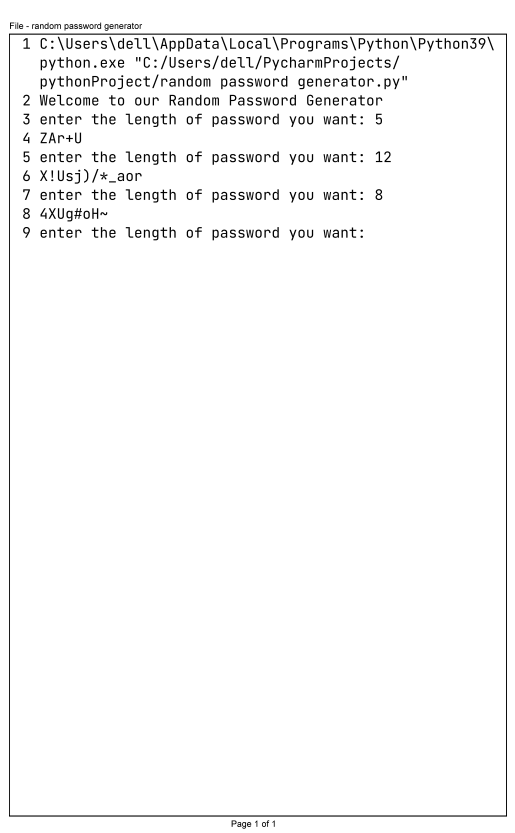 File - random password generator
1 C:\Users\dell\AppData\Local\Programs\Python\Python39\
python.exe "C:/Users/dell/PycharmProjects/
pythonProject/random password generator.py"
2 Welcome to our Random Password Generator
3 enter the length of password you want: 5
4 ZAr+U
5 enter the length of password you want: 12
6 X!Usj)/*_aor
7 enter the length of password you want: 8
8 4XUg#oH~
9 enter the length of password you want:
Page 1 of 1